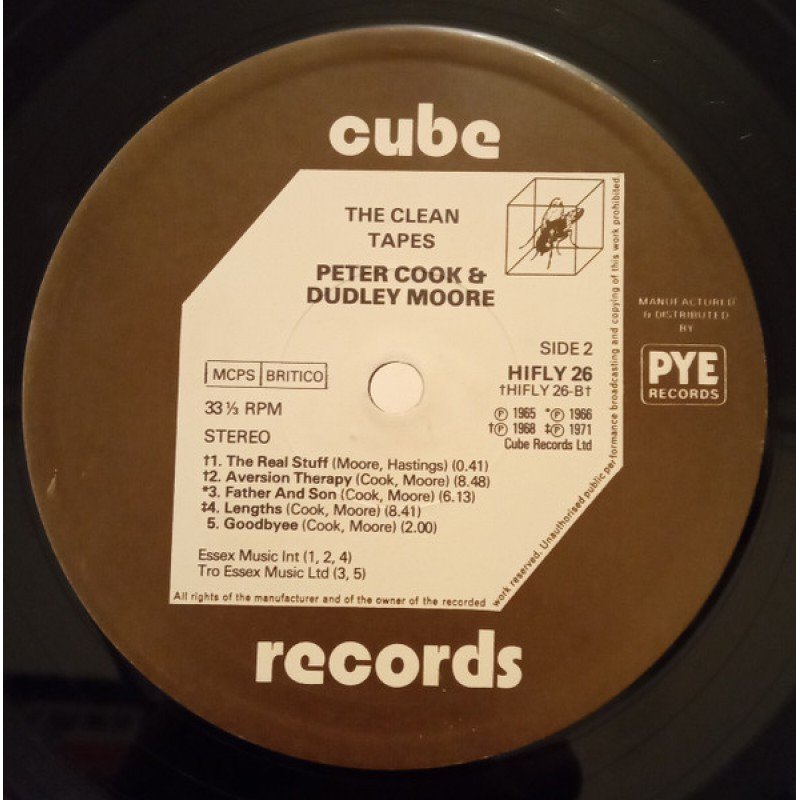 cube
THE CLEAN
TAPES
PETER COOK &
DUDLEY MOORE
SIDE 2
HIFLY 26
†HIFLY 26-B†
MCPS BRITICO
33 ⅓ RPM
STEREO
Ⓟ 1965 *Ⓟ 1966
†Ⓟ 1968 ‡Ⓟ 1971
Cube Records Ltd
†1. The Real Stuff (Moore, Hastings) (0.41)
†2. Aversion Therapy (Cook, Moore) (8.48)
*3. Father And Son (Cook, Moore) (6.13)
‡4. Lengths (Cook, Moore) (8.41)
5. Goodbyee (Cook, Moore) (2.00)
Essex Music Int (1, 2, 4)
Tro Essex Music Ltd (3, 5)
All rights of the manufacturer and of the owner of the recorded
work reserved. Unauthorised public performance broadcasting and copying of this work prohibited.
MANUFACTURED
& DISTRIBUTED
BY
PYE
RECORDS
records